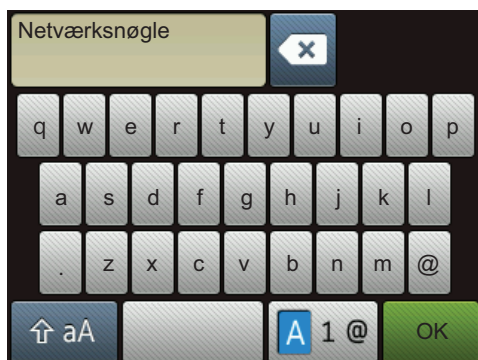 Netværksnøgle
q w e r t y u i o p
a s d f g h j k l
. z x c v b n m @
aA A 1 @ OK